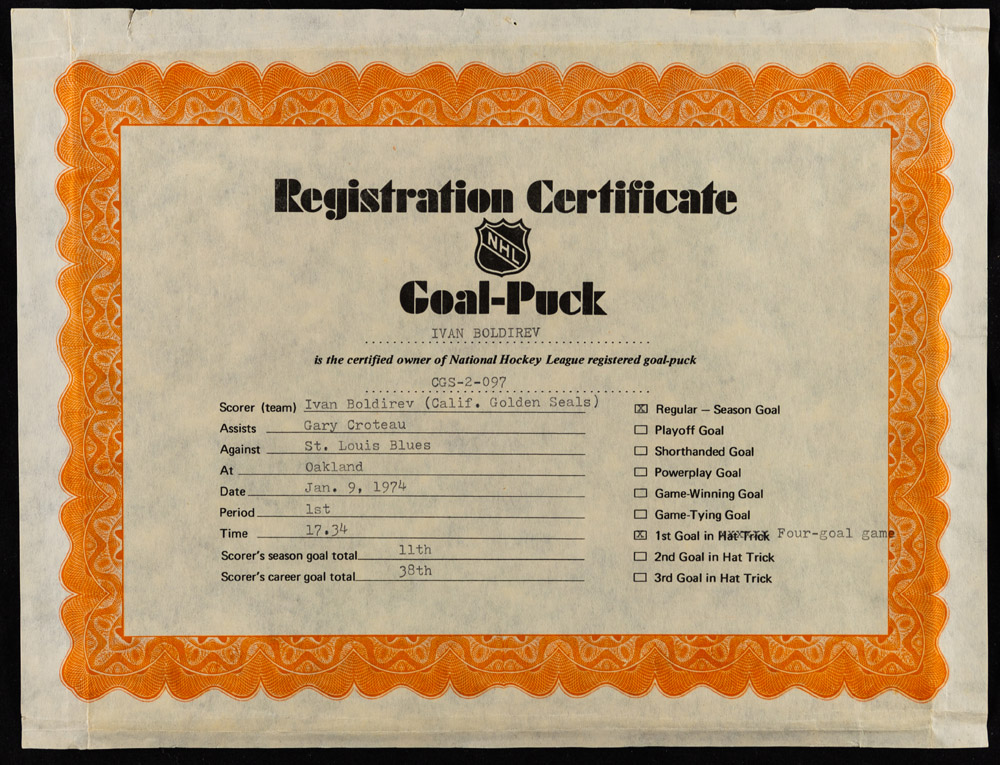 Registration Certificate
NHL
Goal-Puck
IVAN BOLDIREV
is the certified owner of National Hockey League registered goal-puck
CGS-2-097
Scorer (team) Ivan Boldirev (Calif. Golden Seals)
Assists Gary Croteau
Against St. Louis Blues
At Oakland
Date Jan. 9, 1974
Period 1st
Time 17.34
Scorer's season goal total 11th
Scorer's career goal total 38th
☒ Regular – Season Goal
☐ Playoff Goal
☐ Shorthanded Goal
☐ Powerplay Goal
☐ Game-Winning Goal
☐ Game-Tying Goal
☒ 1st Goal in Hat Trick Four-goal game
☐ 2nd Goal in Hat Trick
☐ 3rd Goal in Hat Trick